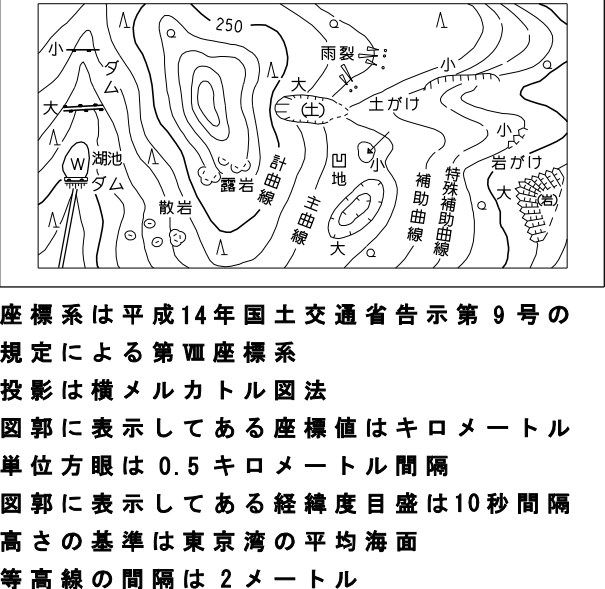 250
小
ダム
雨裂
小
大
大
土
土がけ
小
W
湖池
ダム
凹地
小
岩がけ
露岩
計曲線
補助曲線
特殊補助曲線
大
(岩)
散岩
主曲線
大
座標系は平成14年国土交通省告示第9号の
規定による第Ⅷ座標系
投影は横メルカトル図法
図郭に表示してある座標値はキロメートル
単位方眼は 0.5 キロメートル間隔
図郭に表示してある経緯度目盛は10秒間隔
高さの基準は東京湾の平均海面
等高線の間隔は 2 メートル